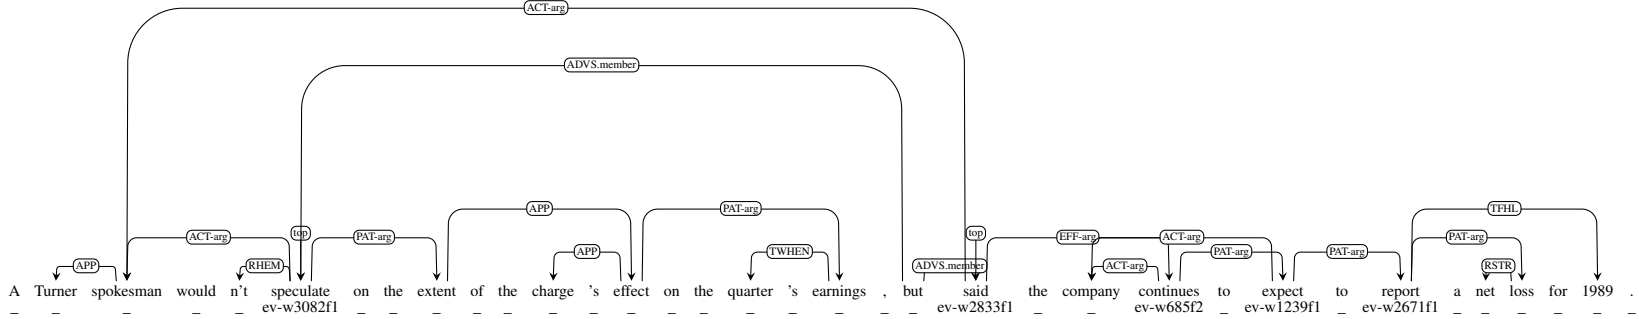 ACT-arg
ADVS.member
APP PAT-arg TFHL
ACT-arg top PAT-arg top EFF-arg ACT-arg PAT-arg
APP RHEM APP TWHEN ADVS.member ACT-arg PAT-arg PAT-arg RSTR
A Turner spokesman would n't speculate on the extent of the charge 's effect on the quarter 's earnings , but said the company continues to expect to report a net loss for 1989 .
_ _ _ _ _ ev-w3082f1 _ _ _ _ _ _ _ _ _ _ _ _ _ _ _ ev-w2833f1 _ _ ev-w685f2 _ ev-w1239f1 _ ev-w2671f1 _ _ _ _ _ _